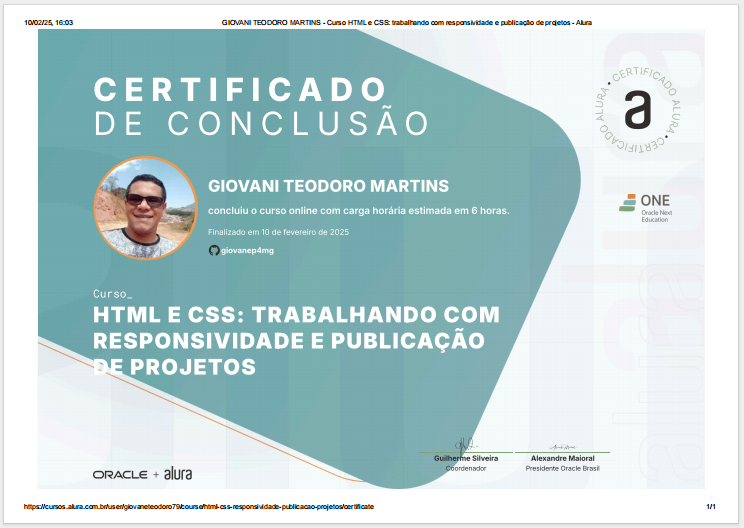 10/02/25, 16:03
GIOVANI TEODORO MARTINS - Curso HTML e CSS: trabalhando com responsividade e publicação de projetos - Alura
CERTIFICADO
DE CONCLUSÃO
CERTIFICADO ALURA • CERTIFICADO ALURA •
a
GIOVANI TEODORO MARTINS
concluiu o curso online com carga horária estimada em 6 horas.
Finalizado em 10 de fevereiro de 2025
giovanep4mg
ONE
Oracle Next
Education
Curso_
HTML E CSS: TRABALHANDO COM
RESPONSIVIDADE E PUBLICAÇÃO
DE PROJETOS
Guilherme Silveira
Coordenador
Alexandre Maioral
Presidente Oracle Brasil
ORACLE + alura
https://cursos.alura.com.br/user/giovaneteodoro79/course/html-css-responsividade-publicacao-projetos/certificate
1/1